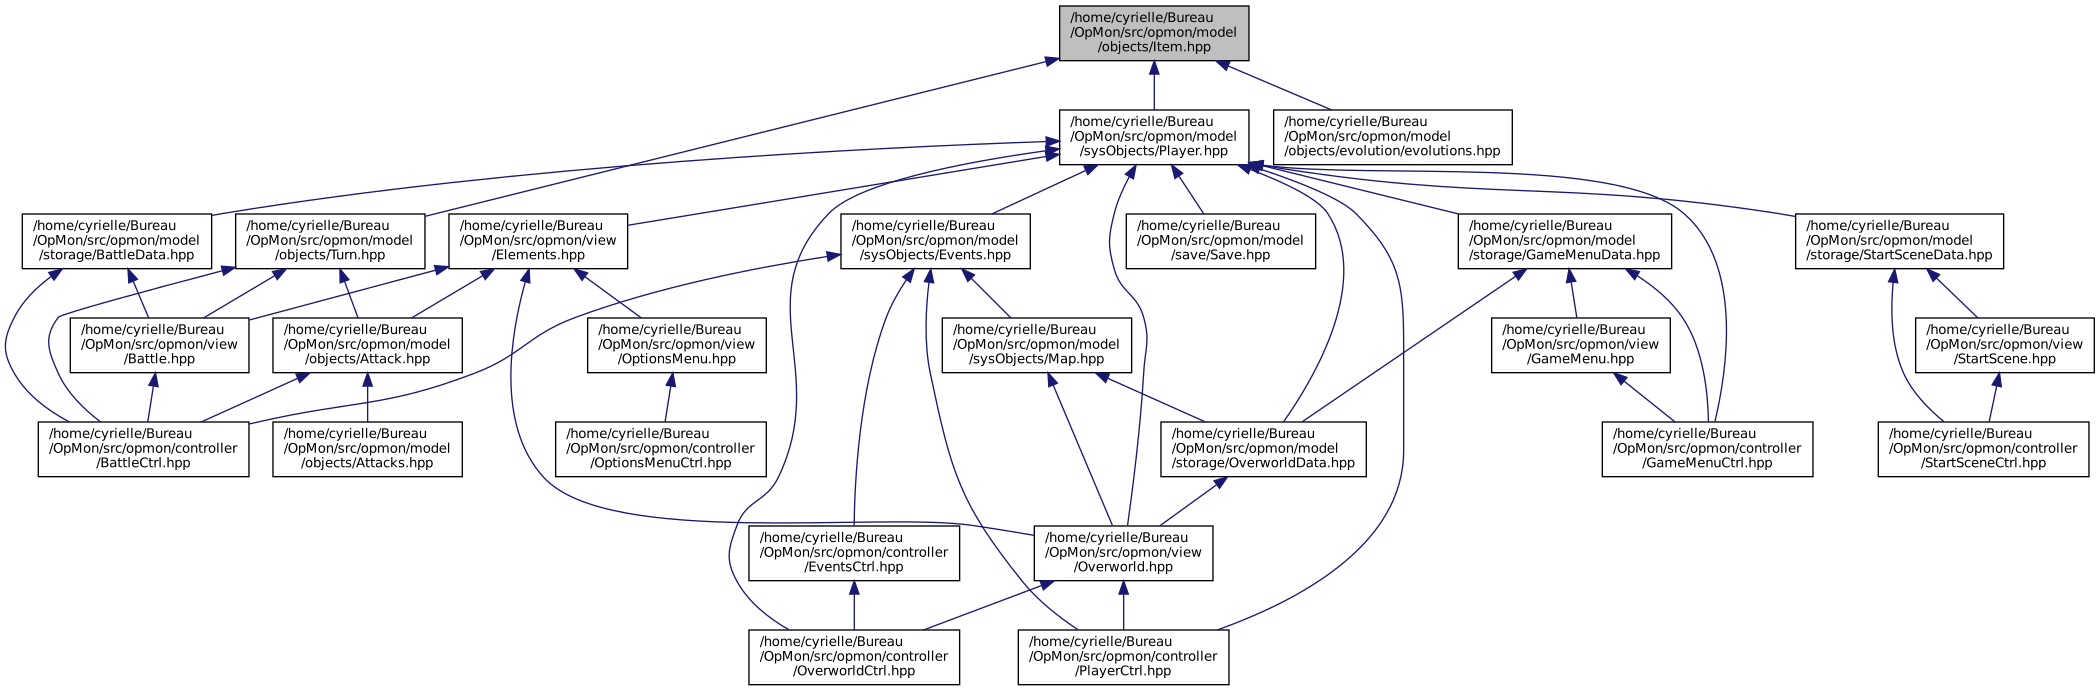 /home/cyrielle/Bureau
/OpMon/src/opmon/model
/objects/Item.hpp
/home/cyrielle/Bureau
/OpMon/src/opmon/model
/sysObjects/Player.hpp
/home/cyrielle/Bureau
/OpMon/src/opmon/model
/objects/evolution/evolutions.hpp
/home/cyrielle/Bureau
/OpMon/src/opmon/model
/storage/BattleData.hpp
/home/cyrielle/Bureau
/OpMon/src/opmon/model
/objects/Turn.hpp
/home/cyrielle/Bureau
/OpMon/src/opmon/view
/Elements.hpp
/home/cyrielle/Bureau
/OpMon/src/opmon/model
/sysObjects/Events.hpp
/home/cyrielle/Bureau
/OpMon/src/opmon/model
/save/Save.hpp
/home/cyrielle/Bureau
/OpMon/src/opmon/model
/storage/GameMenuData.hpp
/home/cyrielle/Bureau
/OpMon/src/opmon/model
/storage/StartSceneData.hpp
/home/cyrielle/Bureau
/OpMon/src/opmon/view
/Battle.hpp
/home/cyrielle/Bureau
/OpMon/src/opmon/model
/objects/Attack.hpp
/home/cyrielle/Bureau
/OpMon/src/opmon/view
/OptionsMenu.hpp
/home/cyrielle/Bureau
/OpMon/src/opmon/model
/sysObjects/Map.hpp
/home/cyrielle/Bureau
/OpMon/src/opmon/view
/GameMenu.hpp
/home/cyrielle/Bureau
/OpMon/src/opmon/view
/StartScene.hpp
/home/cyrielle/Bureau
/OpMon/src/opmon/controller
/BattleCtrl.hpp
/home/cyrielle/Bureau
/OpMon/src/opmon/model
/objects/Attacks.hpp
/home/cyrielle/Bureau
/OpMon/src/opmon/controller
/OptionsMenuCtrl.hpp
/home/cyrielle/Bureau
/OpMon/src/opmon/model
/storage/OverworldData.hpp
/home/cyrielle/Bureau
/OpMon/src/opmon/controller
/GameMenuCtrl.hpp
/home/cyrielle/Bureau
/OpMon/src/opmon/controller
/StartSceneCtrl.hpp
/home/cyrielle/Bureau
/OpMon/src/opmon/controller
/EventsCtrl.hpp
/home/cyrielle/Bureau
/OpMon/src/opmon/view
/Overworld.hpp
/home/cyrielle/Bureau
/OpMon/src/opmon/controller
/OverworldCtrl.hpp
/home/cyrielle/Bureau
/OpMon/src/opmon/controller
/PlayerCtrl.hpp